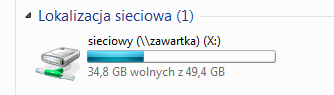 Lokalizacja sieciowa (1)
sieciowy (\\zawartka) (X:)
34,8 GB wolnych z 49,4 GB